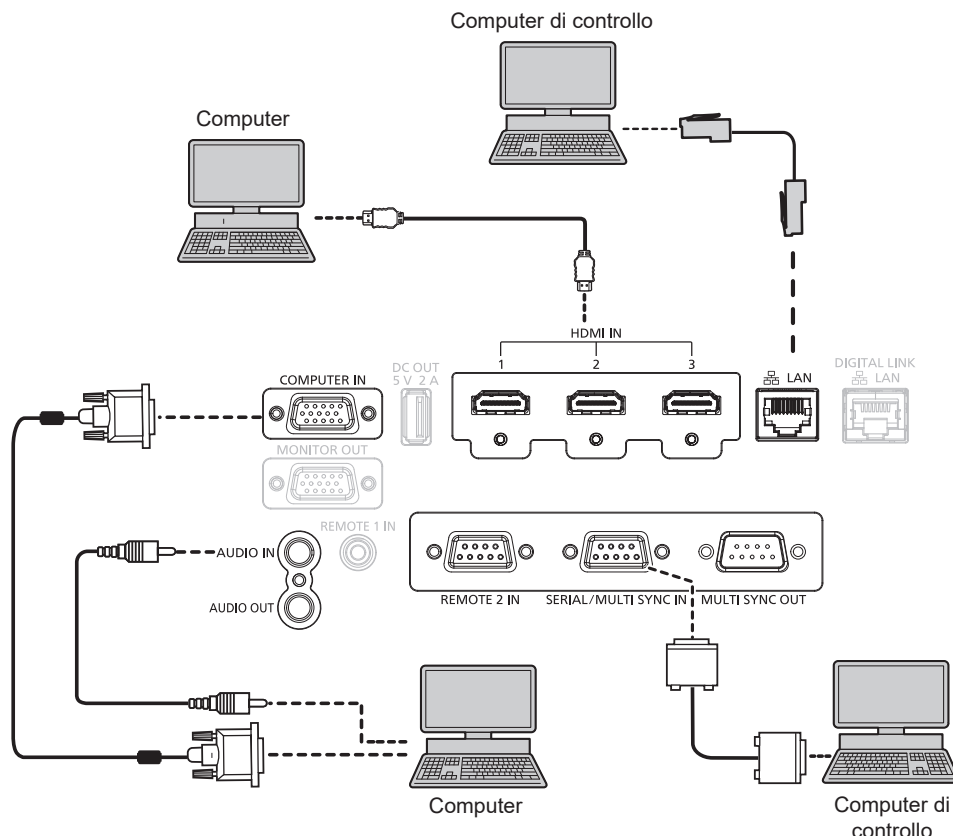 Computer di controllo
Computer
HDMI IN
1 2 3
DC OUT
5 V 2 A
COMPUTER IN
LAN
DIGITAL LINK
LAN
MONITOR OUT
REMOTE 1 IN
AUDIO IN
AUDIO OUT
REMOTE 2 IN
SERIAL/MULTI SYNC IN
MULTI SYNC OUT
Computer
Computer di
controllo